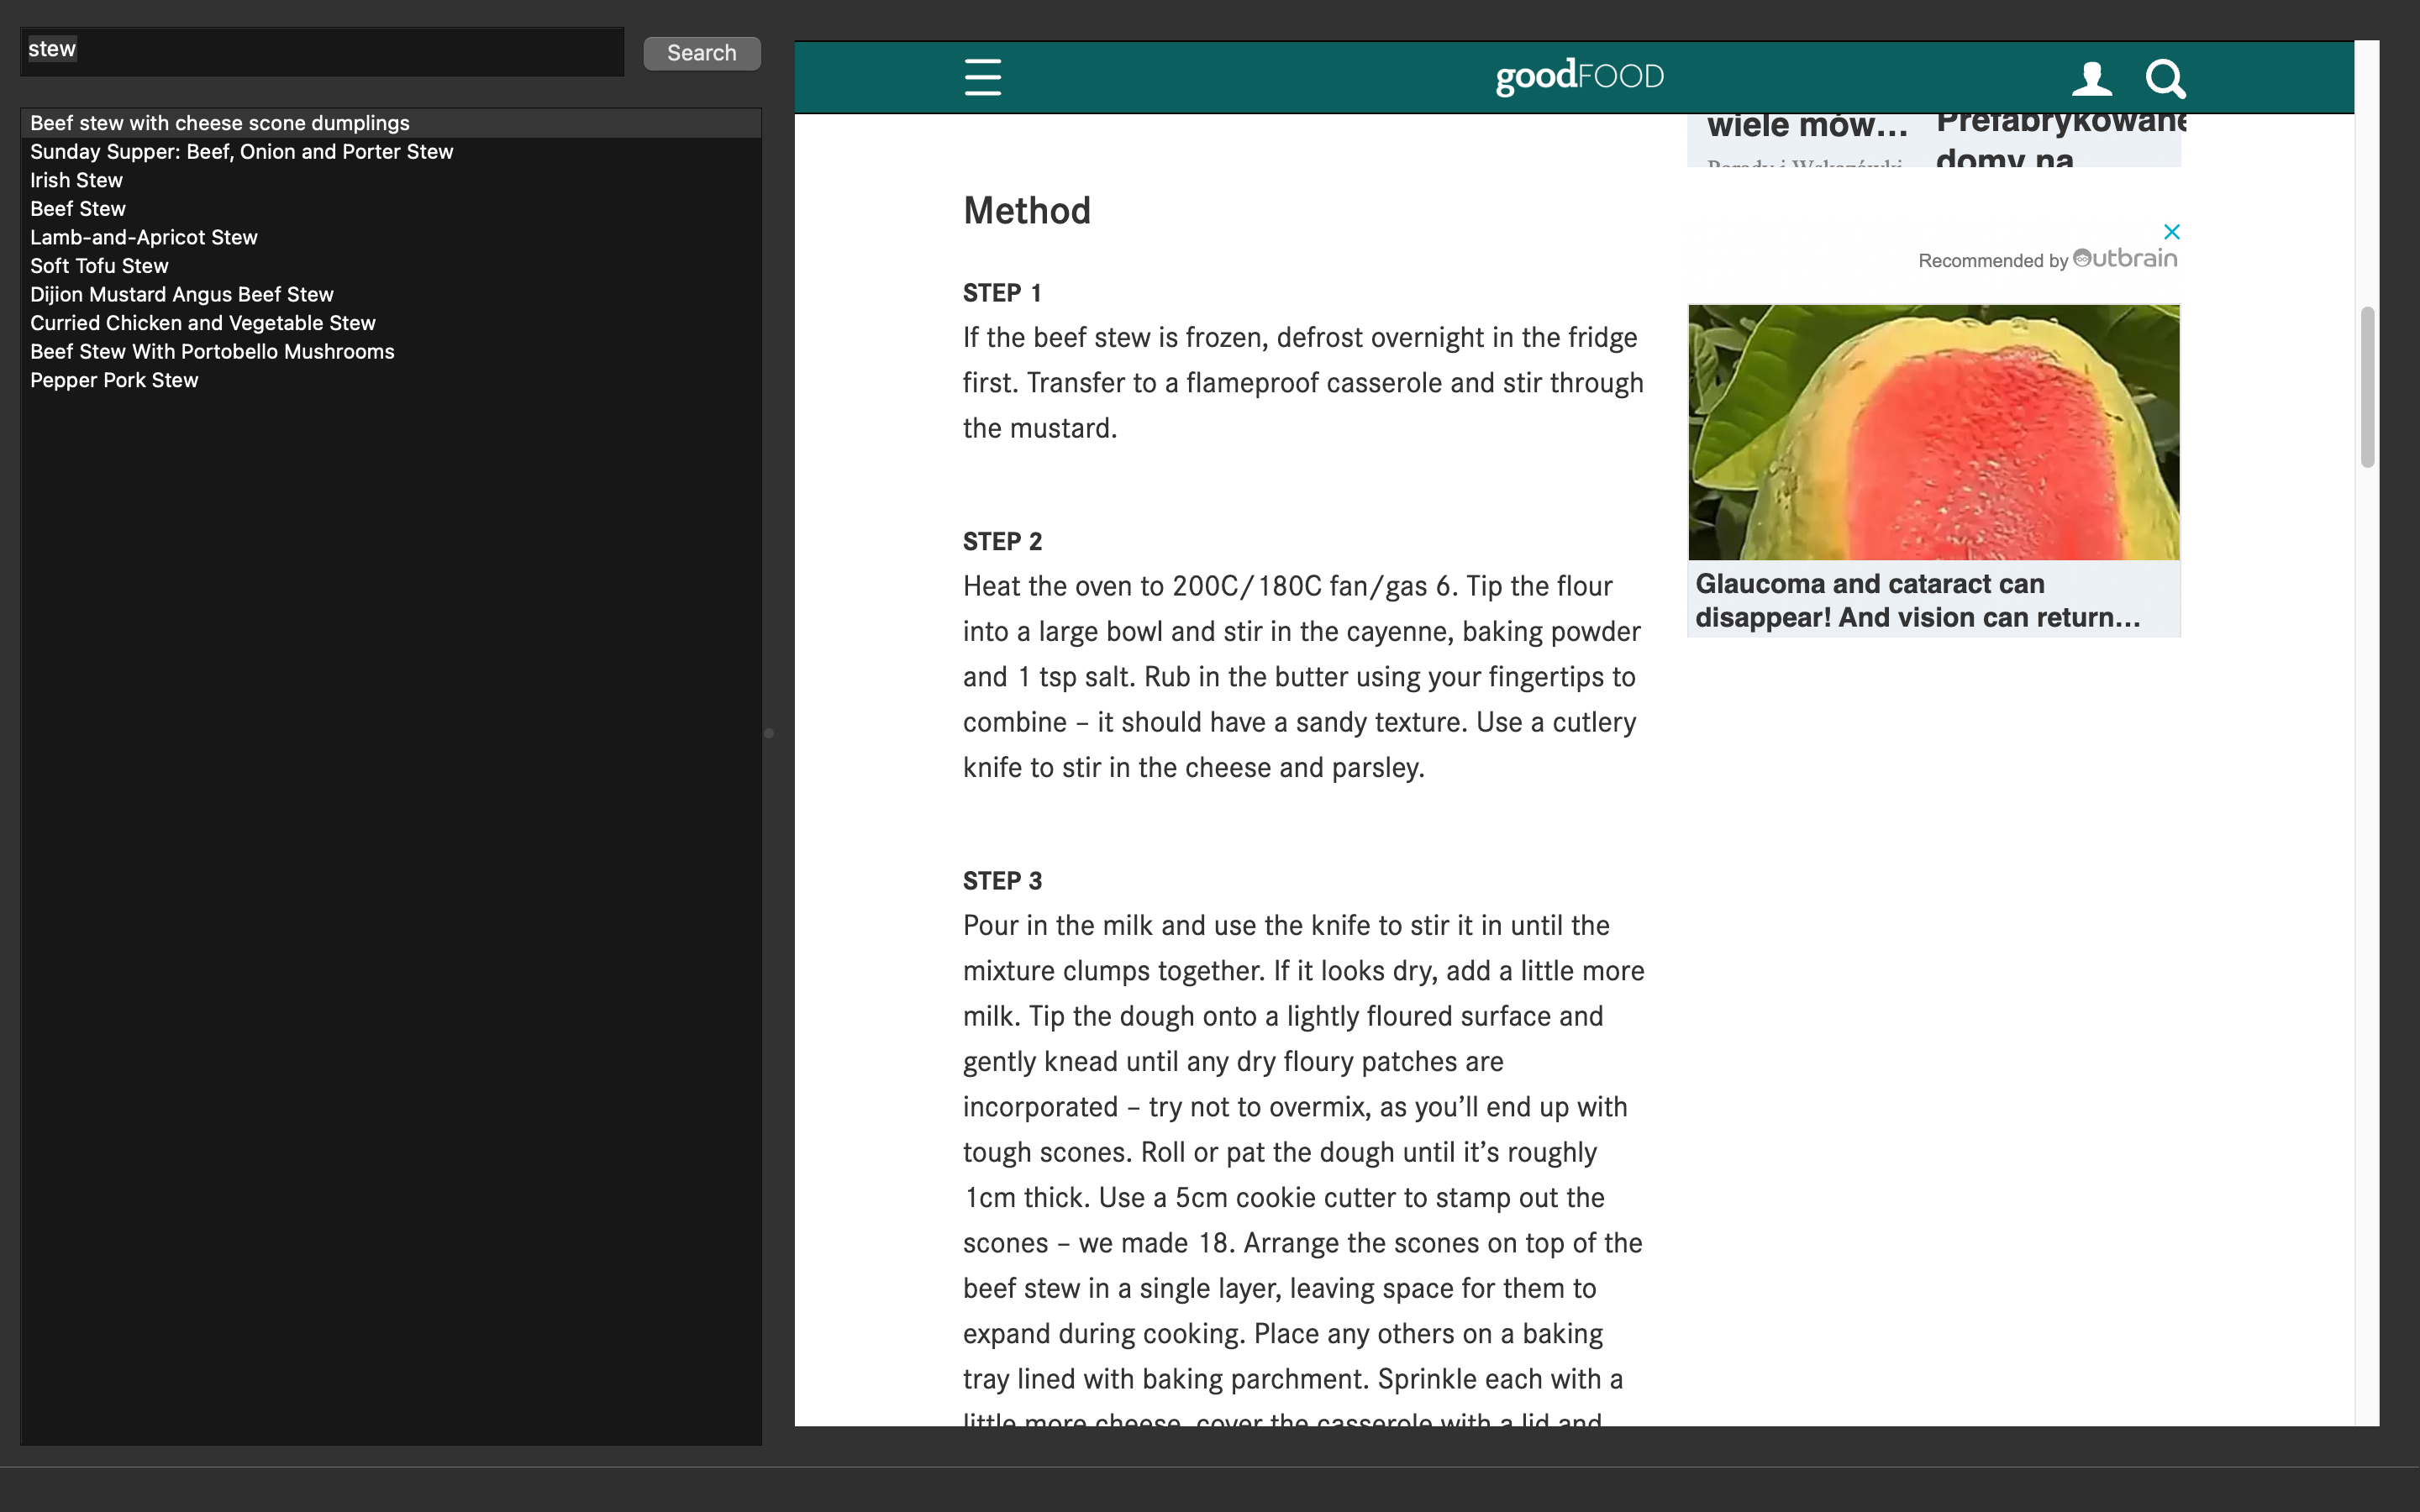 stew
Search
Beef stew with cheese scone dumplings
Sunday Supper: Beef, Onion and Porter Stew
Irish Stew
Beef Stew
Lamb-and-Apricot Stew
Soft Tofu Stew
Dijion Mustard Angus Beef Stew
Curried Chicken and Vegetable Stew
Beef Stew With Portobello Mushrooms
Pepper Pork Stew
goodFOOD
wiele mów...
Prefabrykowane
domy na
Porady i Wskazówki
Method
STEP 1
If the beef stew is frozen, defrost overnight in the fridge
first. Transfer to a flameproof casserole and stir through
the mustard.
STEP 2
Heat the oven to 200C/180C fan/gas 6. Tip the flour
into a large bowl and stir in the cayenne, baking powder
and 1 tsp salt. Rub in the butter using your fingertips to
combine – it should have a sandy texture. Use a cutlery
knife to stir in the cheese and parsley.
STEP 3
Pour in the milk and use the knife to stir it in until the
mixture clumps together. If it looks dry, add a little more
milk. Tip the dough onto a lightly floured surface and
gently knead until any dry floury patches are
incorporated – try not to overmix, as you’ll end up with
tough scones. Roll or pat the dough until it’s roughly
1cm thick. Use a 5cm cookie cutter to stamp out the
scones – we made 18. Arrange the scones on top of the
beef stew in a single layer, leaving space for them to
expand during cooking. Place any others on a baking
tray lined with baking parchment. Sprinkle each with a
little more cheese, cover the casserole with a lid and
Recommended by Outbrain
Glaucoma and cataract can
disappear! And vision can return...